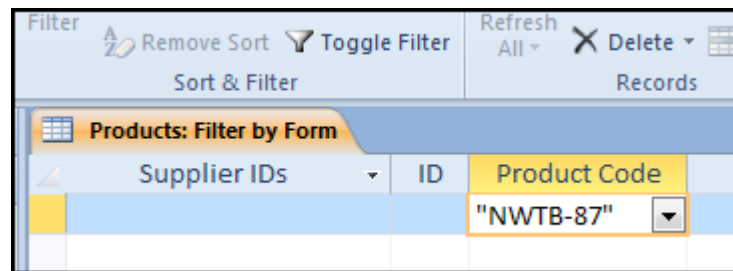 Filter Remove Sort Toggle Filter Refresh All Delete
Sort & Filter Records
Products: Filter by Form
Supplier IDs ID Product Code
"NWTB-87"